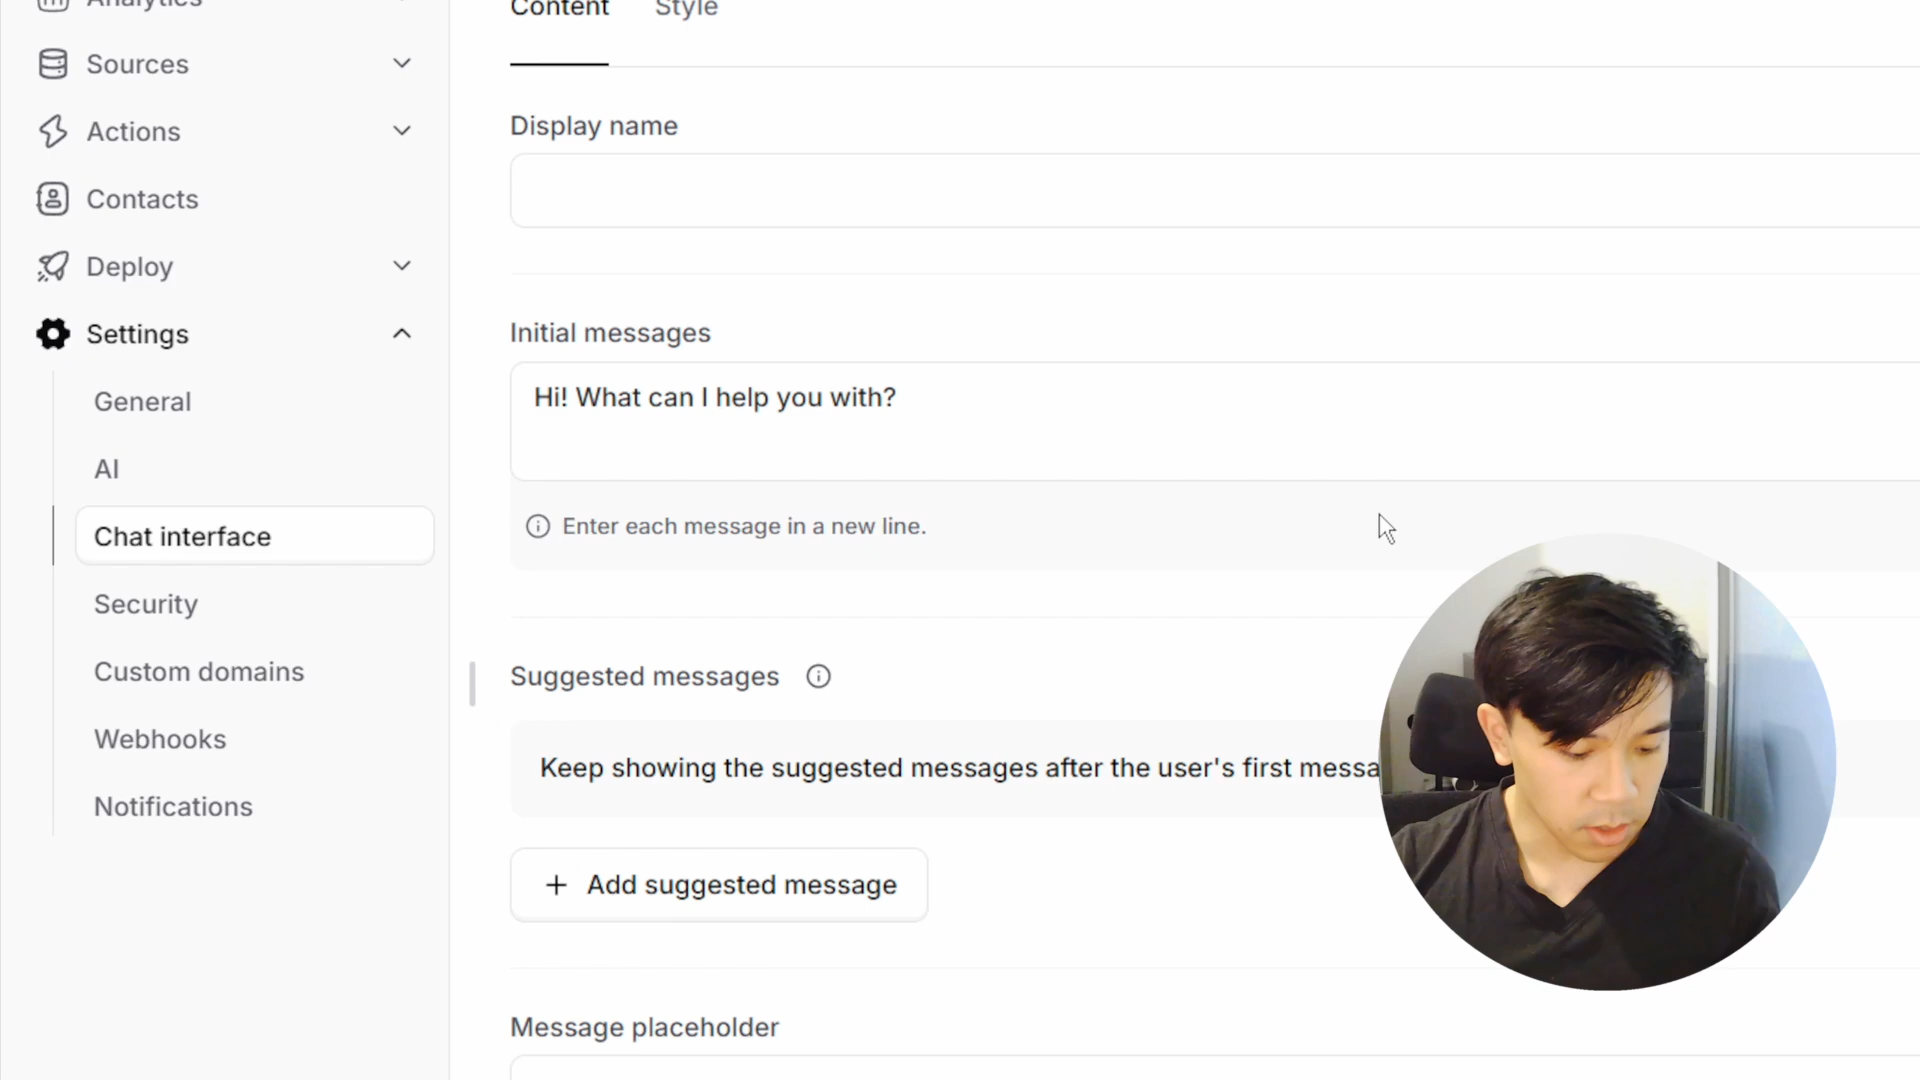 Analytics
Sources
Actions
Contacts
Deploy
Settings
General
AI
Chat interface
Security
Custom domains
Webhooks
Notifications
Content Style
Display name
Initial messages
Hi! What can I help you with?
Enter each message in a new line.
Suggested messages
Keep showing the suggested messages after the user's first
+ Add suggested message
Message placeholder